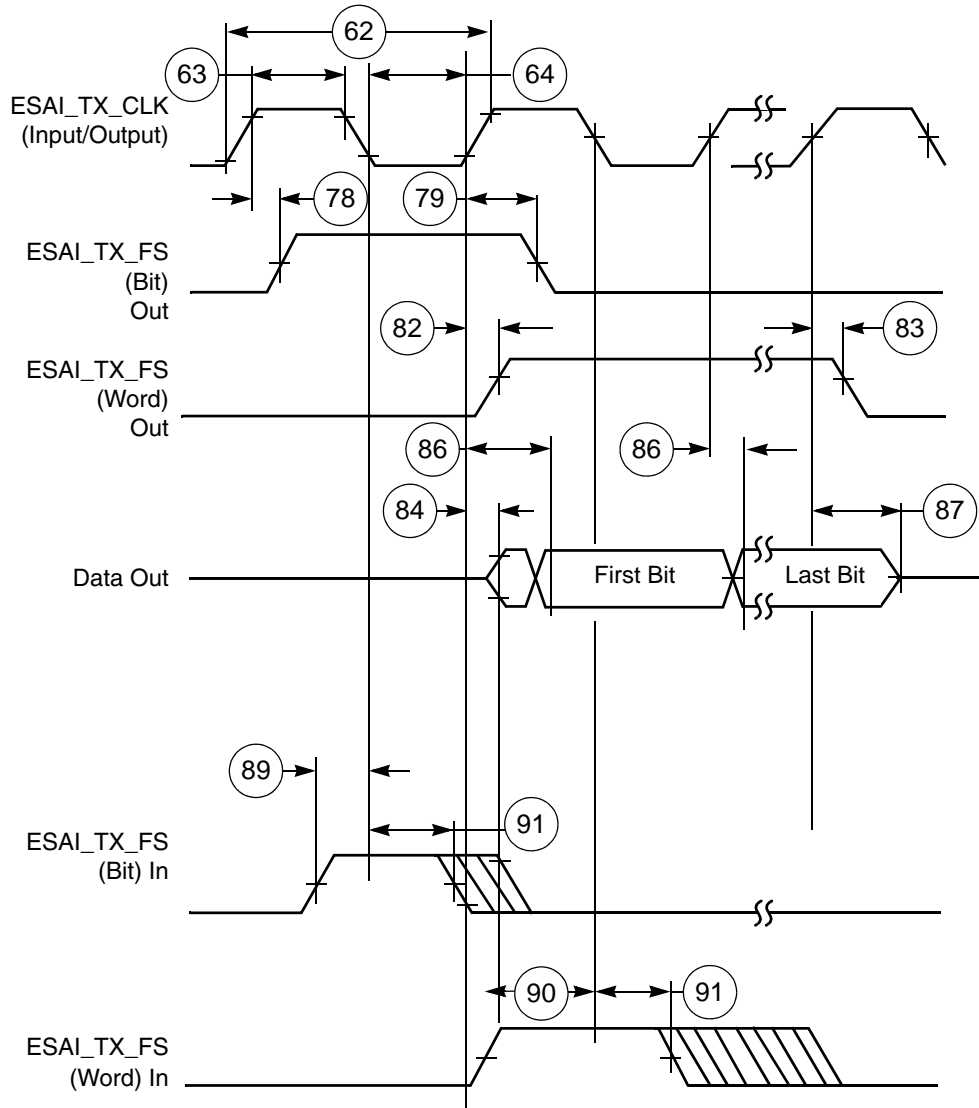 62
63
64
ESAI_TX_CLK
(Input/Output)
78
79
ESAI_TX_FS
(Bit)
Out
82
83
ESAI_TX_FS
(Word)
Out
86
86
84
87
Data Out
First Bit
Last Bit
89
91
ESAI_TX_FS
(Bit) In
90
91
ESAI_TX_FS
(Word) In